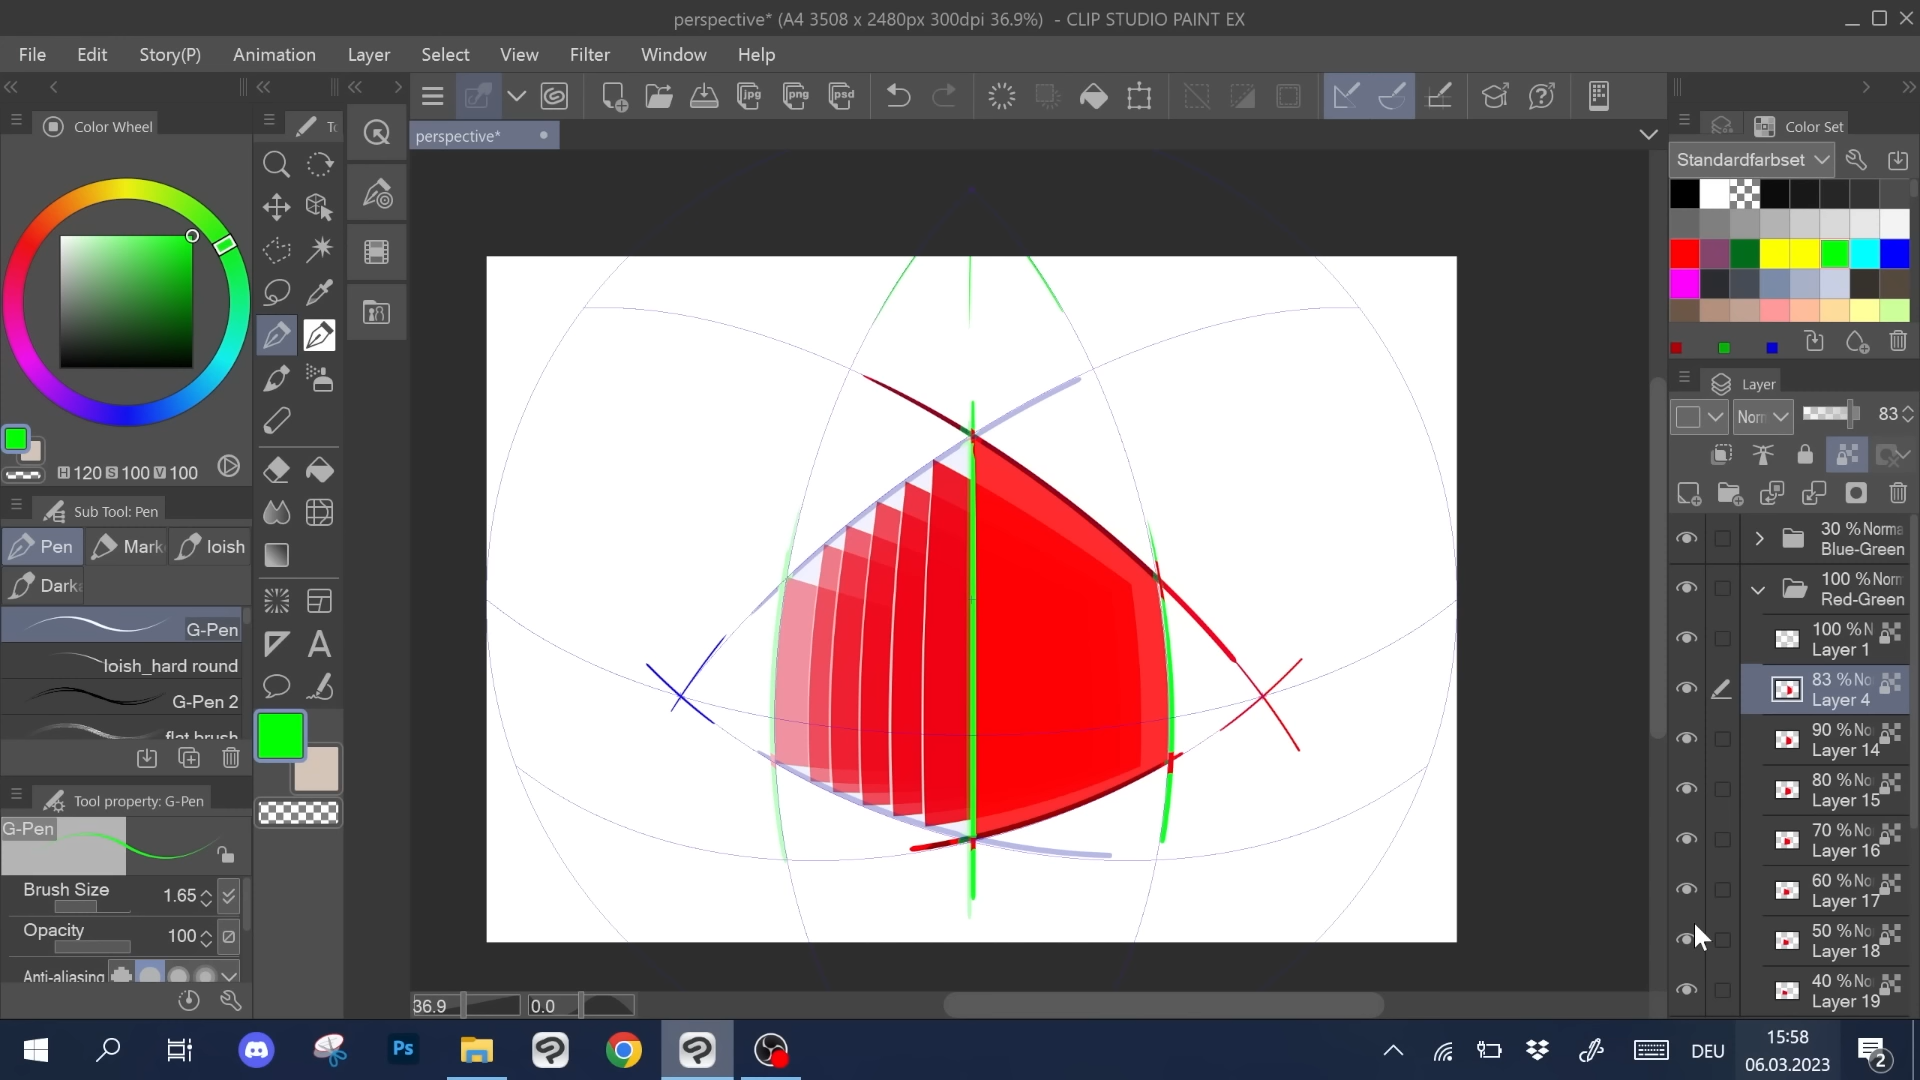 perspective* (A4 3508 x 2480px 300dpi 36.9%) - CLIP STUDIO PAINT EX
File Edit Story(P) Animation Layer Select View Filter Window Help
jpg png psd
Color Wheel
perspective*
Color Set
Standardfarbset
H 120 S 100 V 100
Sub Tool: Pen
Pen Mark loish
Dark
G-Pen
loish_hard round
G-Pen 2
flat brush
Tool property: G-Pen
G-Pen
Brush Size 1.65
Opacity 100
Anti-aliasing
A
36.9 0.0
Layer
Norm 83
30 % Norma
Blue-Green
100 % Norm
Red-Green
100 % N
Layer 1
83 % No
Layer 4
90 % No
Layer 14
80 % No
Layer 15
70 % No
Layer 16
60 % No
Layer 17
50 % No
Layer 18
40 % No
Layer 19
Ps
DEU
15:58
06.03.2023
2